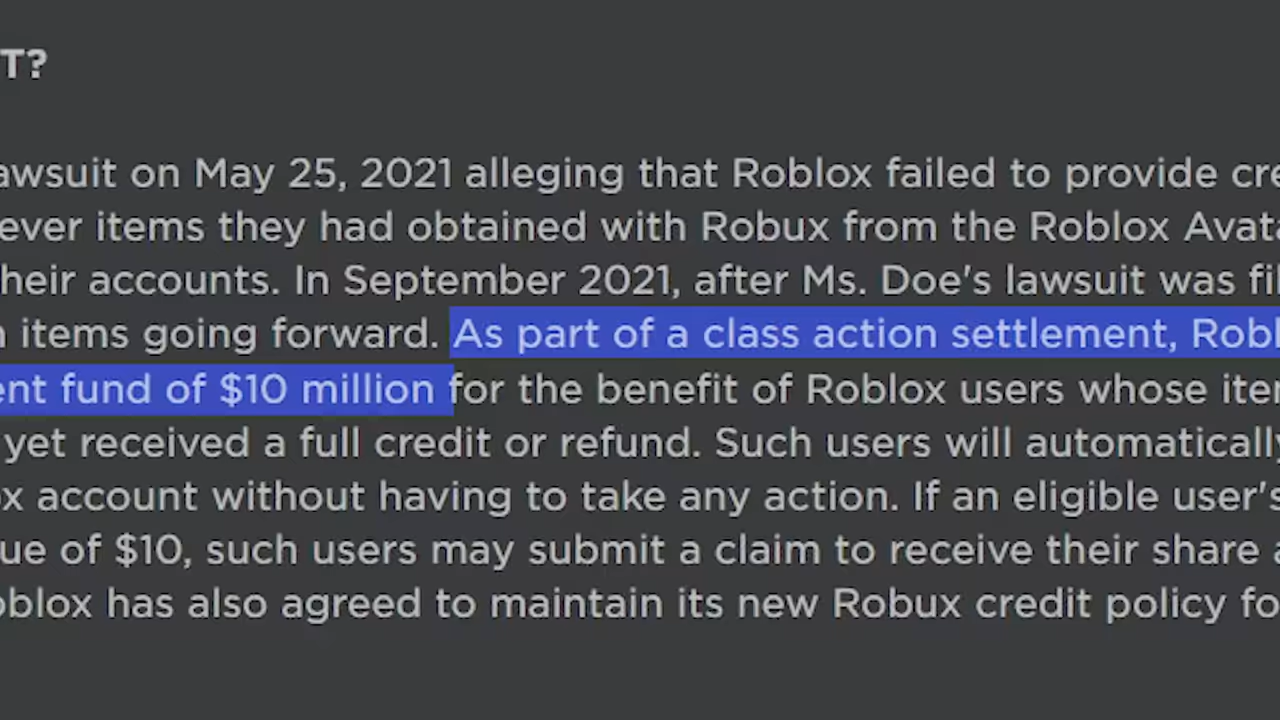 T?
awsuit on May 25, 2021 alleging that Roblox failed to provide cre
ever items they had obtained with Robux from the Roblox Avata
heir accounts. In September 2021, after Ms. Doe's lawsuit was fil
n items going forward. As part of a class action settlement, Robl
ent fund of $10 million for the benefit of Roblox users whose iter
yet received a full credit or refund. Such users will automatically
ox account without having to take any action. If an eligible user's
ue of $10, such users may submit a claim to receive their share a
oblox has also agreed to maintain its new Robux credit policy fo